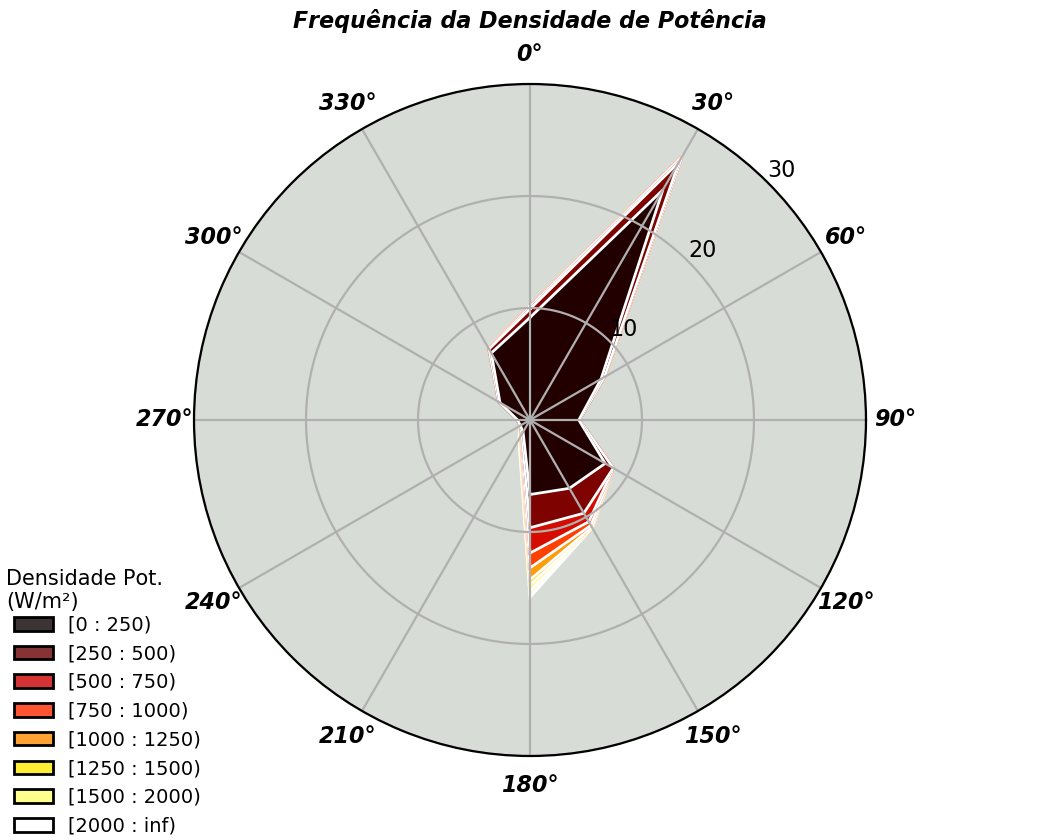 Frequência da Densidade de Potência
0°
330°
30°
30
300°
60°
20
10
270°
90°
240°
120°
210°
150°
180°
Densidade Pot.
(W/m²)
[0 : 250)
[250 : 500)
[500 : 750)
[750 : 1000)
[1000 : 1250)
[1250 : 1500)
[1500 : 2000)
[2000 : inf)